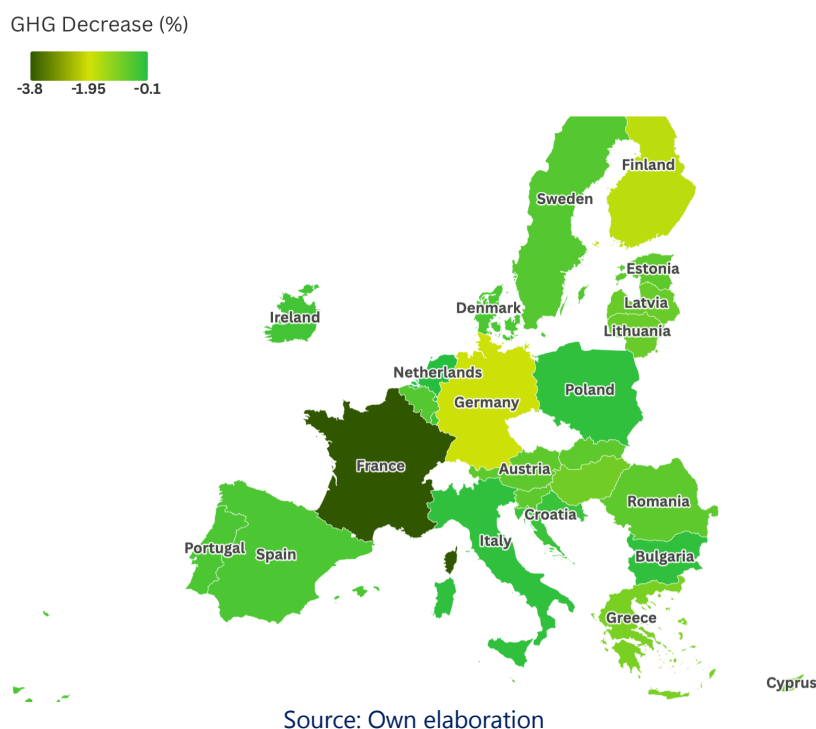 GHG Decrease (%)
-3.8 -1.95 -0.1
Finland
Sweden
Estonia
Latvia
Lithuania
Denmark
Ireland
Netherlands
Poland
Germany
France
Austria
Romania
Croatia
Italy
Portugal
Spain
Bulgaria
Greece
Cyprus
Source: Own elaboration